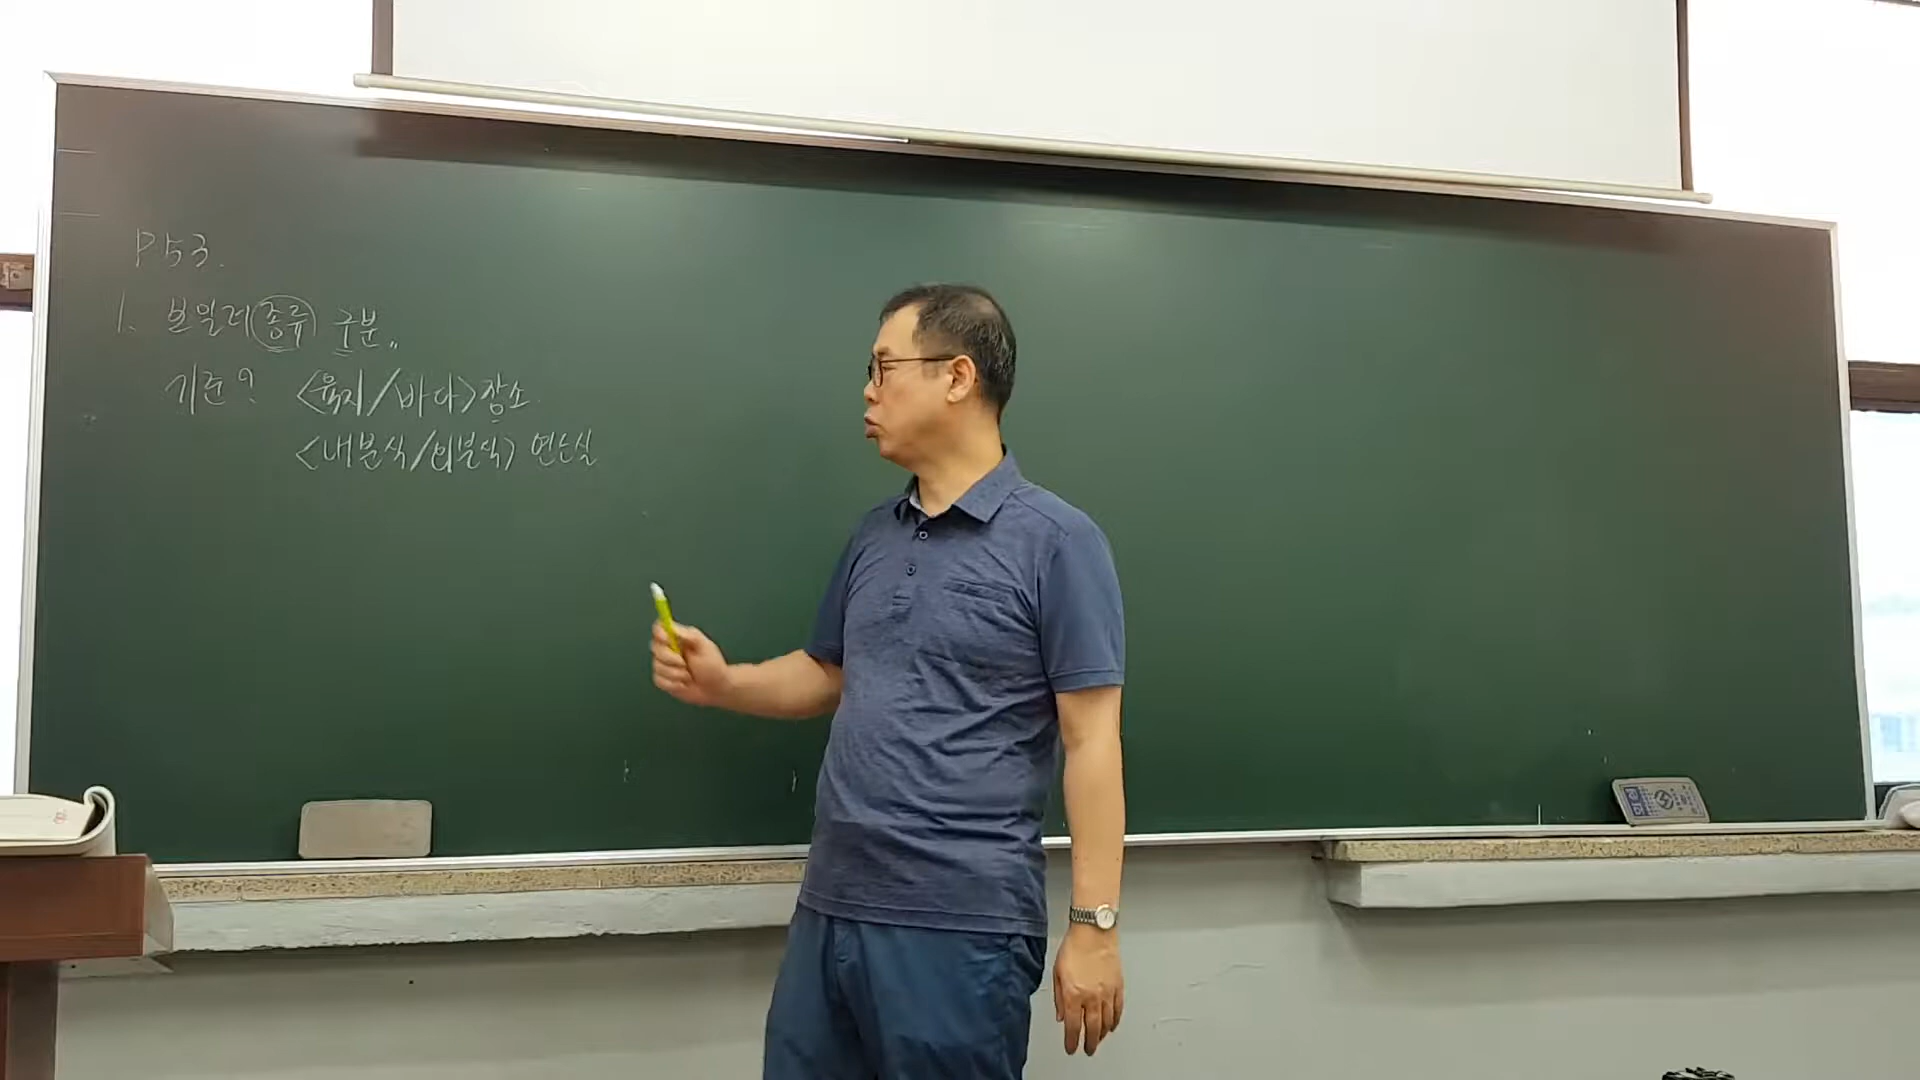 P53.
1. 보일러 종류 구분〃
기준? <육지/바다> 장소
<내분식/외분식> 연소실